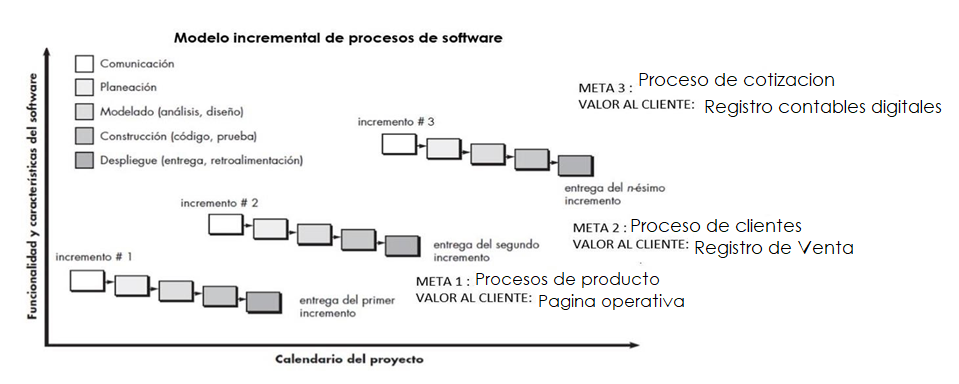 Modelo incremental de procesos de software
Funcionalidad y características del software
Comunicación
Planeación
Modelado (análisis, diseño)
Construcción (código, prueba)
Despliegue (entrega, retroalimentación)
META 3 : Proceso de cotizacion
VALOR AL CLIENTE: Registro contables digitales
incremento # 3
entrega del n-ésimo
incremento
incremento # 2
META 2 : Proceso de clientes
VALOR AL CLIENTE: Registro de Venta
entrega del segundo
incremento
incremento # 1
META 1 : Procesos de producto
VALOR AL CLIENTE: Pagina operativa
entrega del primer
incremento
Calendario del proyecto